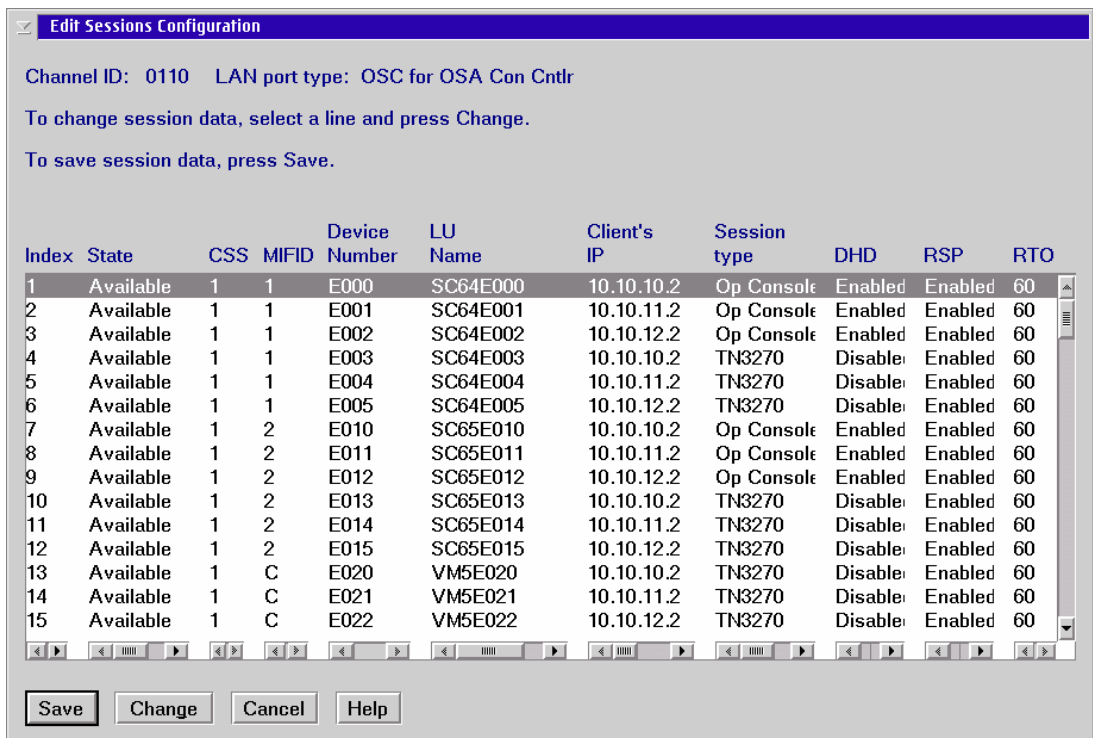 Edit Sessions Configuration
Channel ID: 0110 LAN port type: OSC for OSA Con Cntlr
To change session data, select a line and press Change.
To save session data, press Save.
Device LU Client's Session
Index State CSS MIFID Number Name IP type DHD RSP RTO
1 Available 1 1 E000 SC64E000 10.10.10.2 Op Console Enabled Enabled 60
2 Available 1 1 E001 SC64E001 10.10.11.2 Op Console Enabled Enabled 60
3 Available 1 1 E002 SC64E002 10.10.12.2 Op Console Enabled Enabled 60
4 Available 1 1 E003 SC64E003 10.10.10.2 TN3270 Disable Enabled 60
5 Available 1 1 E004 SC64E004 10.10.11.2 TN3270 Disable Enabled 60
6 Available 1 1 E005 SC64E005 10.10.12.2 TN3270 Disable Enabled 60
7 Available 1 2 E010 SC65E010 10.10.10.2 Op Console Enabled Enabled 60
8 Available 1 2 E011 SC65E011 10.10.11.2 Op Console Enabled Enabled 60
9 Available 1 2 E012 SC65E012 10.10.12.2 Op Console Enabled Enabled 60
10 Available 1 2 E013 SC65E013 10.10.10.2 TN3270 Disable Enabled 60
11 Available 1 2 E014 SC65E014 10.10.11.2 TN3270 Disable Enabled 60
12 Available 1 2 E015 SC65E015 10.10.12.2 TN3270 Disable Enabled 60
13 Available 1 C E020 VM5E020 10.10.10.2 TN3270 Disable Enabled 60
14 Available 1 C E021 VM5E021 10.10.11.2 TN3270 Disable Enabled 60
15 Available 1 C E022 VM5E022 10.10.12.2 TN3270 Disable Enabled 60
Save Change Cancel Help